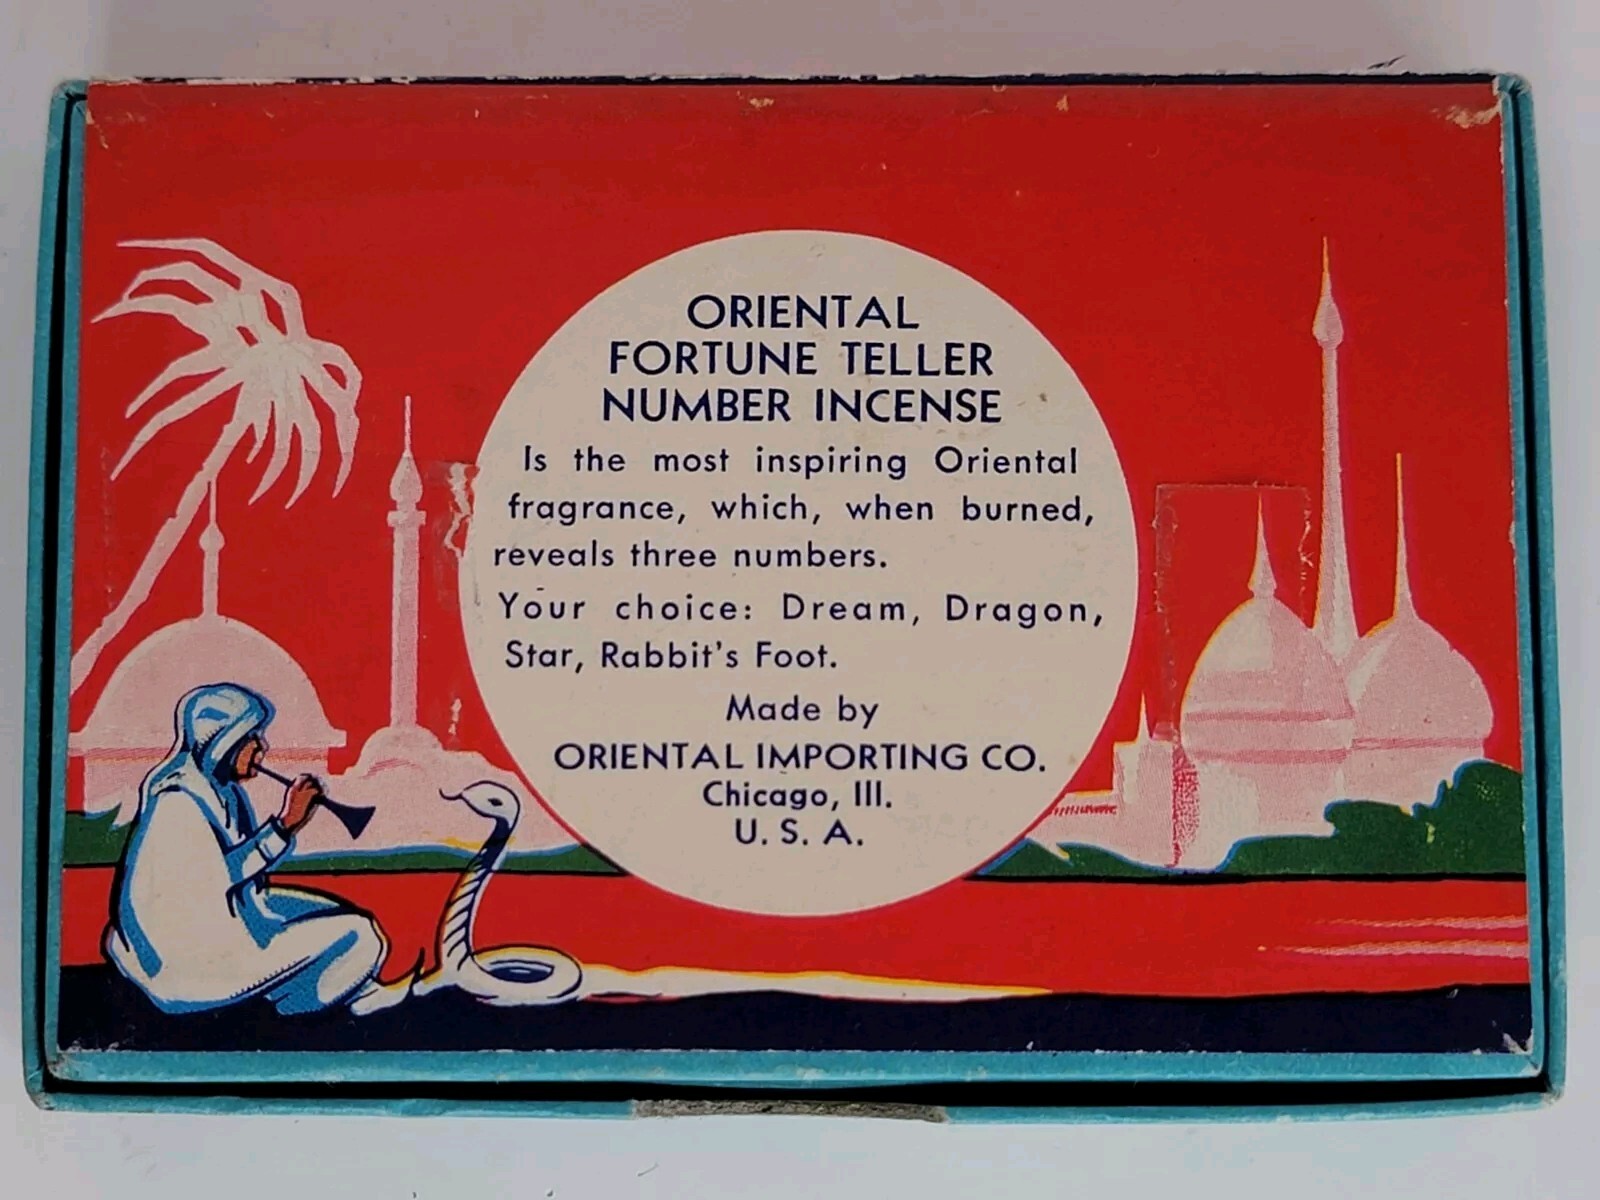 ORIENTAL
FORTUNE TELLER
NUMBER INCENSE
Is the most inspiring Oriental
fragrance, which, when burned,
reveals three numbers.
Your choice: Dream, Dragon,
Star, Rabbit's Foot.
Made by
ORIENTAL IMPORTING CO.
Chicago, Ill.
U. S. A.